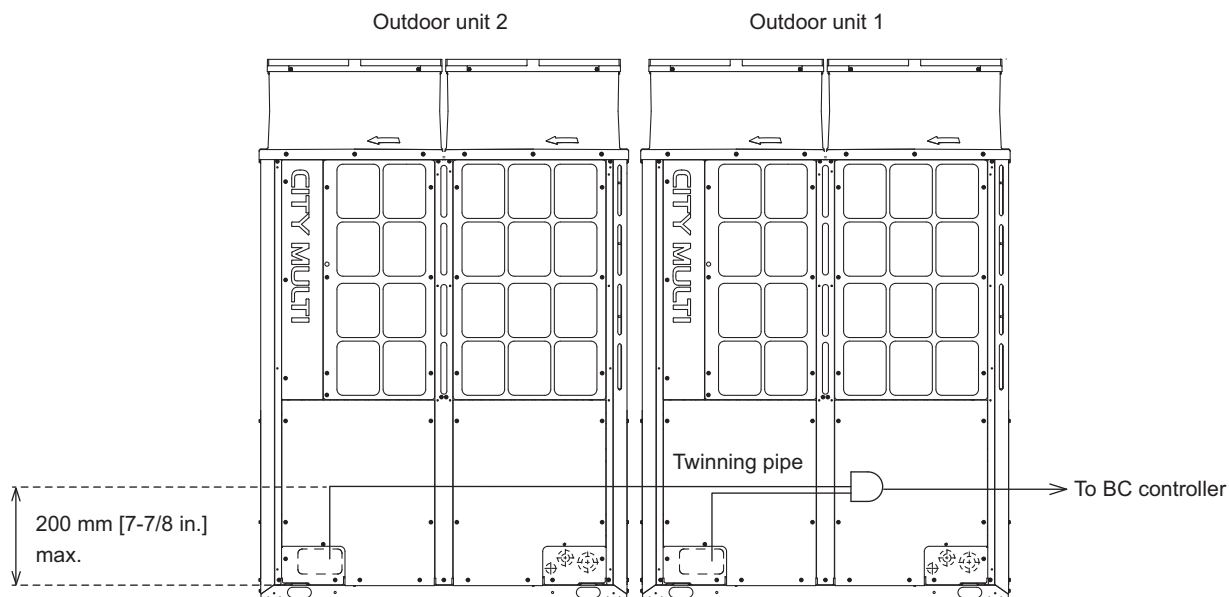 Outdoor unit 2
Outdoor unit 1
CITY MULTI
CITY MULTI
Twinning pipe
To BC controller
200 mm [7-7/8 in.]
max.